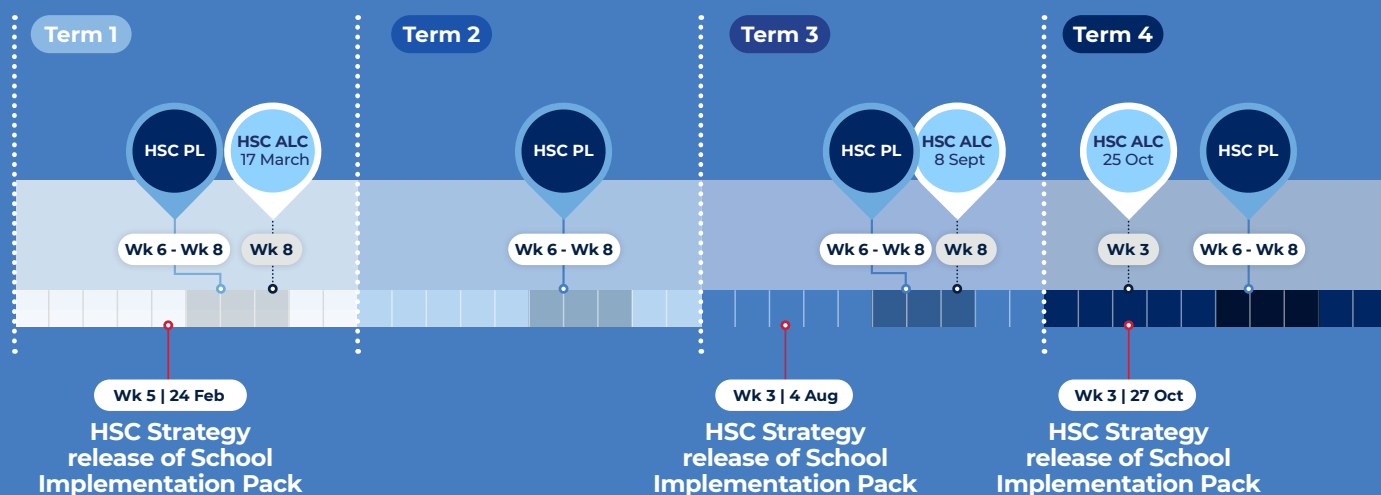 Term 1
Term 2
Term 3
Term 4
HSC PL
HSC ALC
17 March
HSC PL
HSC PL
HSC ALC
8 Sept
HSC ALC
25 Oct
HSC PL
Wk 6 - Wk 8
Wk 8
Wk 6 - Wk 8
Wk 6 - Wk 8
Wk 8
Wk 3
Wk 6 - Wk 8
Wk 5 | 24 Feb
HSC Strategy
release of School
Implementation Pack
Wk 3 | 4 Aug
HSC Strategy
release of School
Implementation Pack
Wk 3 | 27 Oct
HSC Strategy
release of School
Implementation Pack